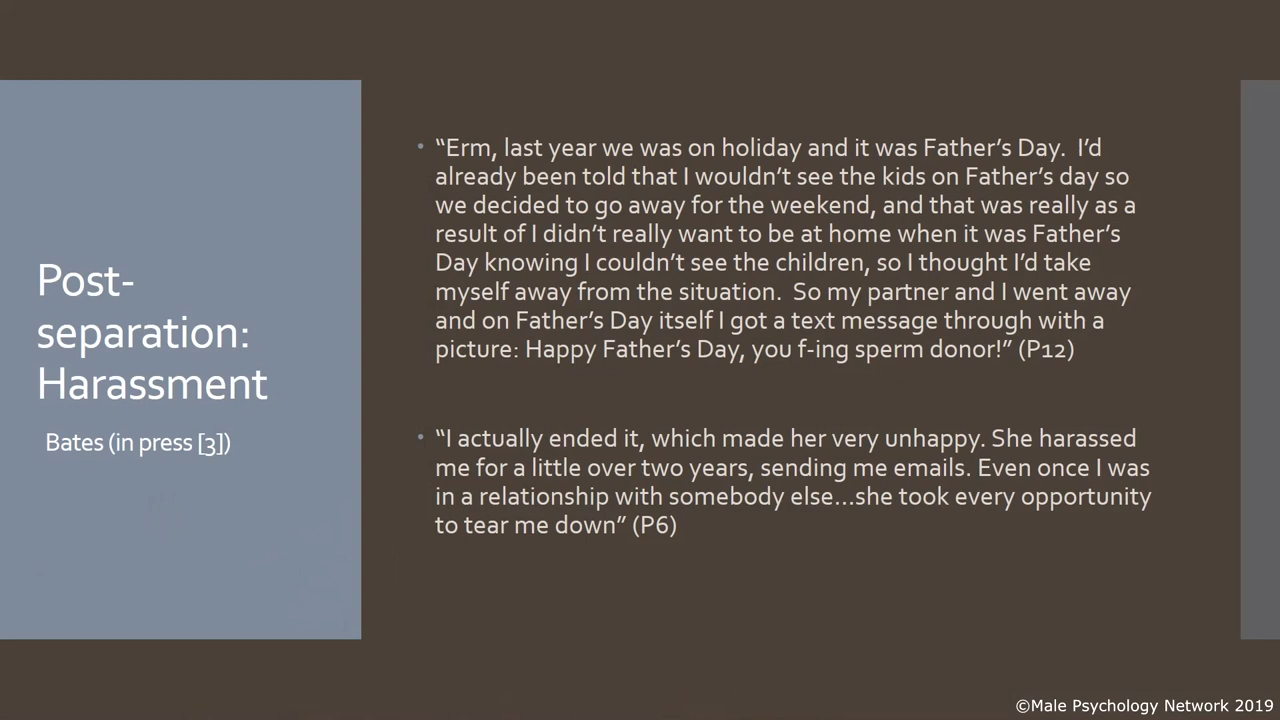 Post-
separation:
Harassment
Bates (in press [3])
• “Erm, last year we was on holiday and it was Father’s Day.  I’d
already been told that I wouldn’t see the kids on Father’s day so
we decided to go away for the weekend, and that was really as a
result of I didn’t really want to be at home when it was Father’s
Day knowing I couldn’t see the children, so I thought I’d take
myself away from the situation.  So my partner and I went away
and on Father’s Day itself I got a text message through with a
picture: Happy Father’s Day, you f-ing sperm donor!” (P12)
• “I actually ended it, which made her very unhappy. She harassed
me for a little over two years, sending me emails. Even once I was
in a relationship with somebody else…she took every opportunity
to tear me down” (P6)
©Male Psychology Network 2019